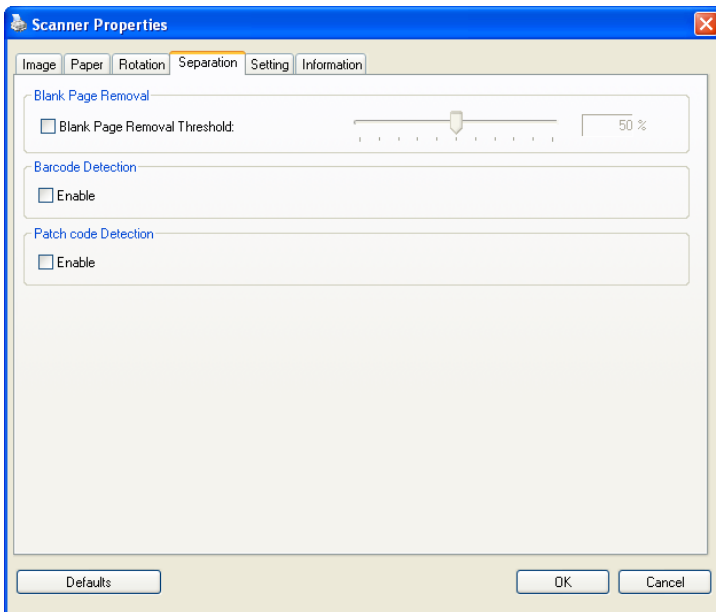 Scanner Properties
Image Paper Rotation Separation Setting Information
Blank Page Removal
Blank Page Removal Threshold: 50 %
Barcode Detection
Enable
Patch code Detection
Enable
Defaults OK Cancel